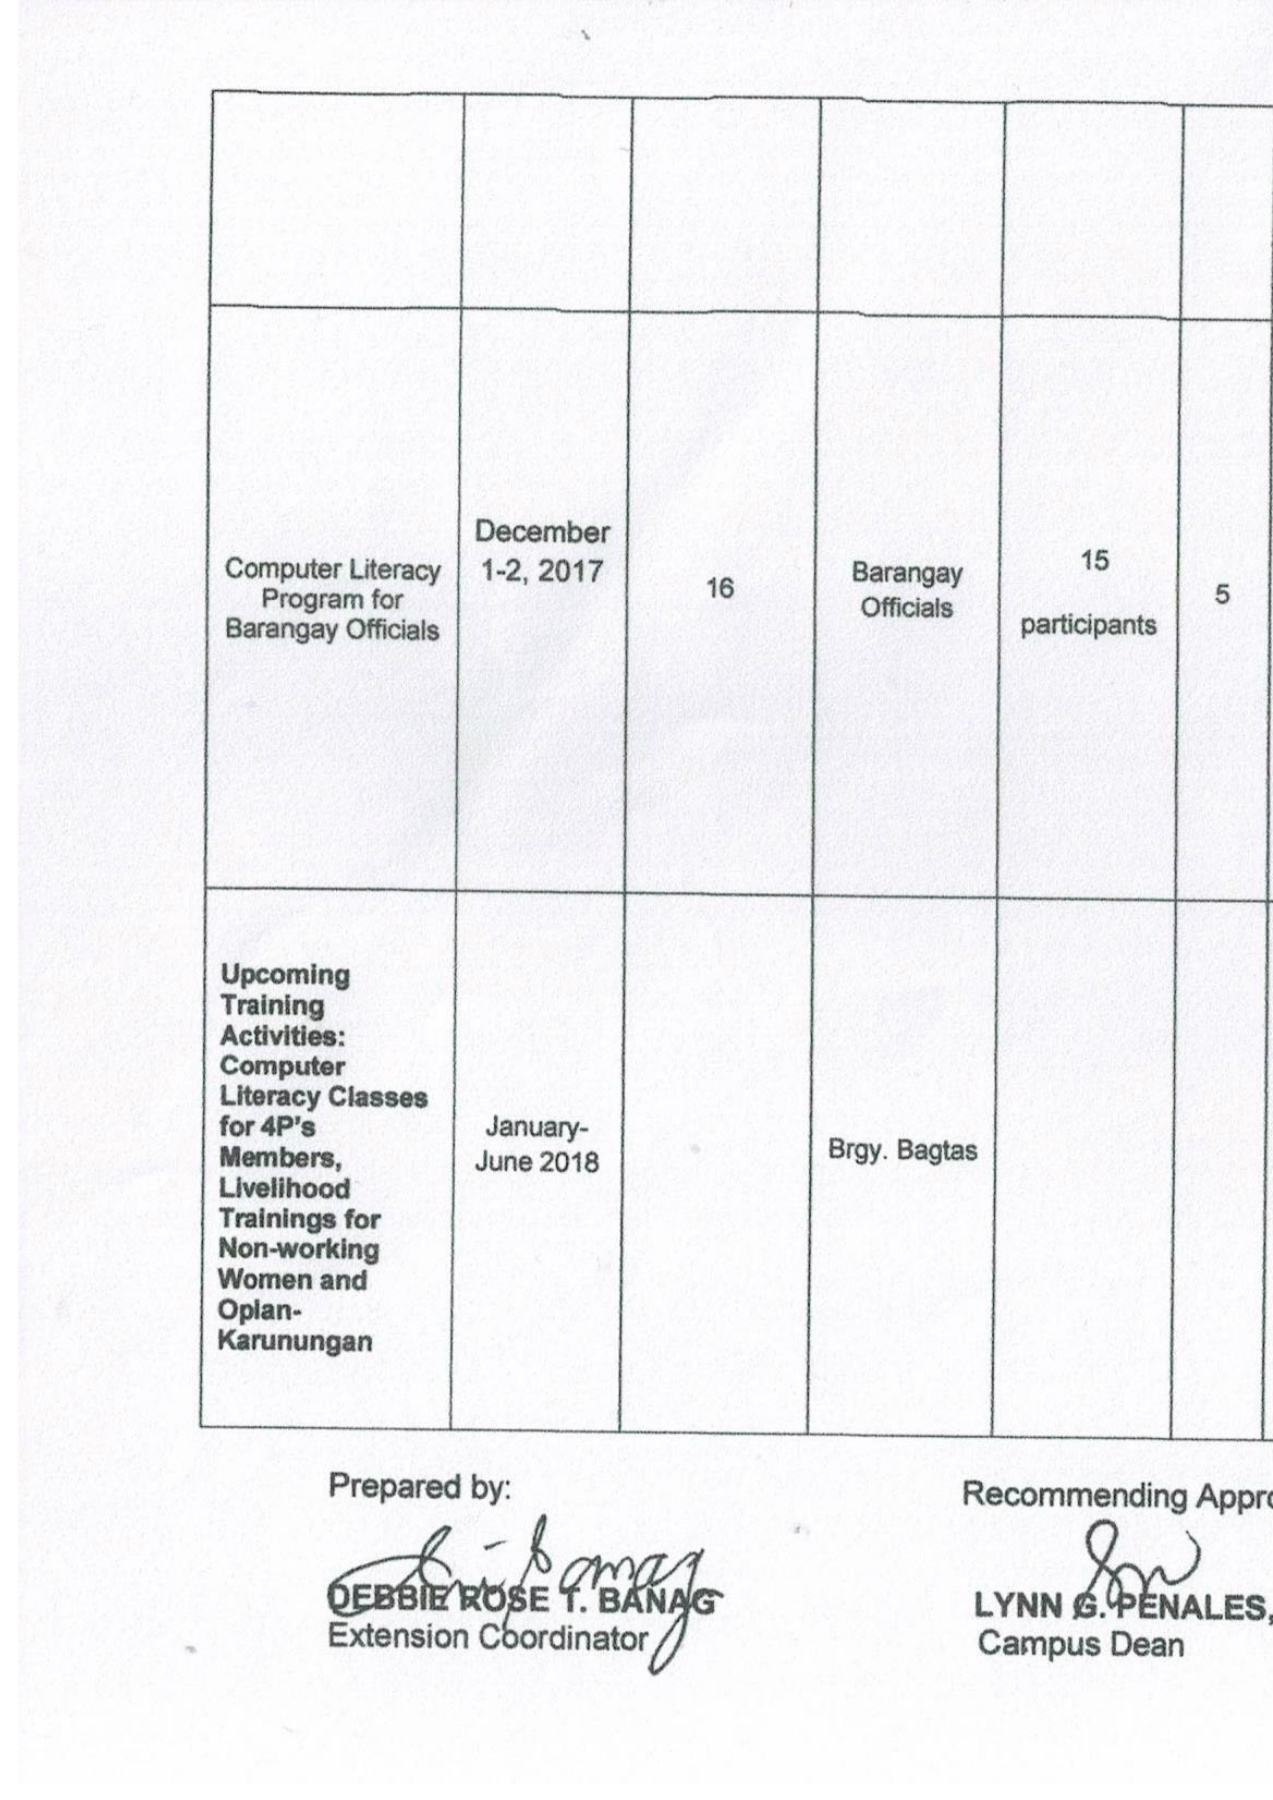 Computer Literacy
Program for
Barangay Officials
December
1-2, 2017
16
Barangay
Officials
15
participants
5
Upcoming
Training
Activities:
Computer
Literacy Classes
for 4P's
Members,
Livelihood
Trainings for
Non-working
Women and
Oplan-
Karunungan
January-
June 2018
Brgy. Bagtas
Prepared by:
DEBBIE ROSE T. BANAG
Extension Coordinator
Recommending Appro
LYNN G. PENALES,
Campus Dean